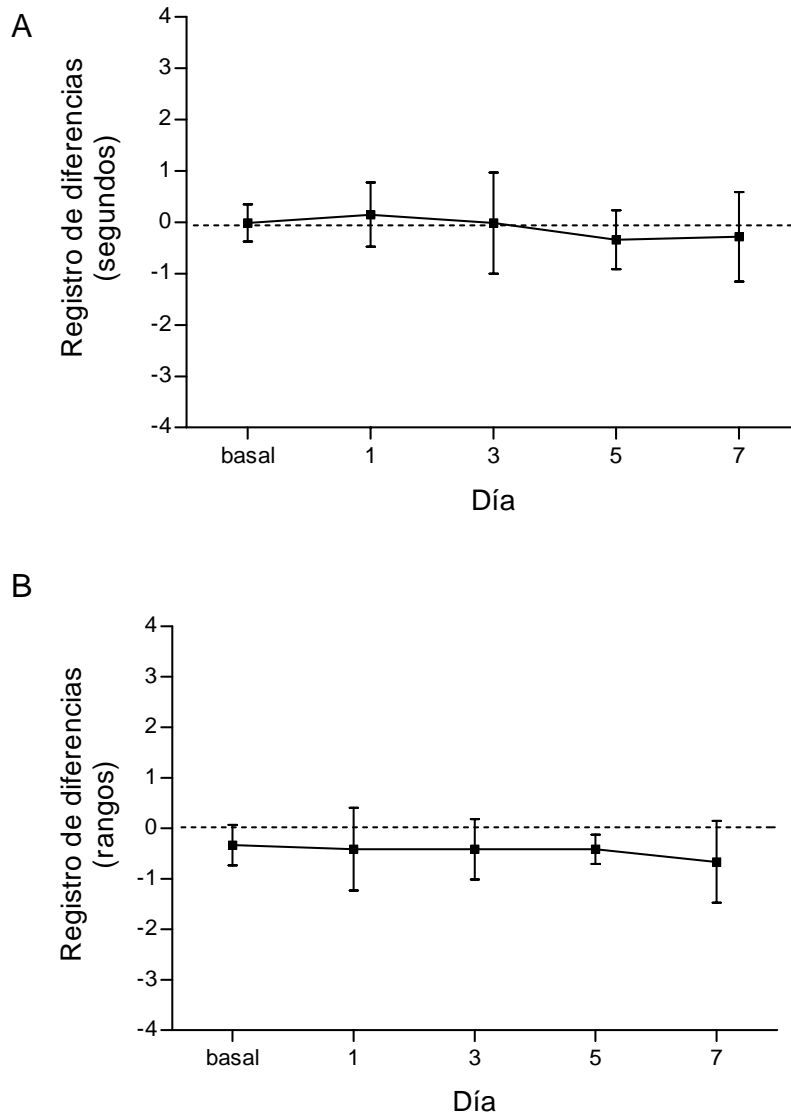 A
Registro de diferencias
(segundos)
4
3
2
1
0
-1
-2
-3
-4
basal 1 3 5 7
Día
B
Registro de diferencias
(rangos)
4
3
2
1
0
-1
-2
-3
-4
basal 1 3 5 7
Día